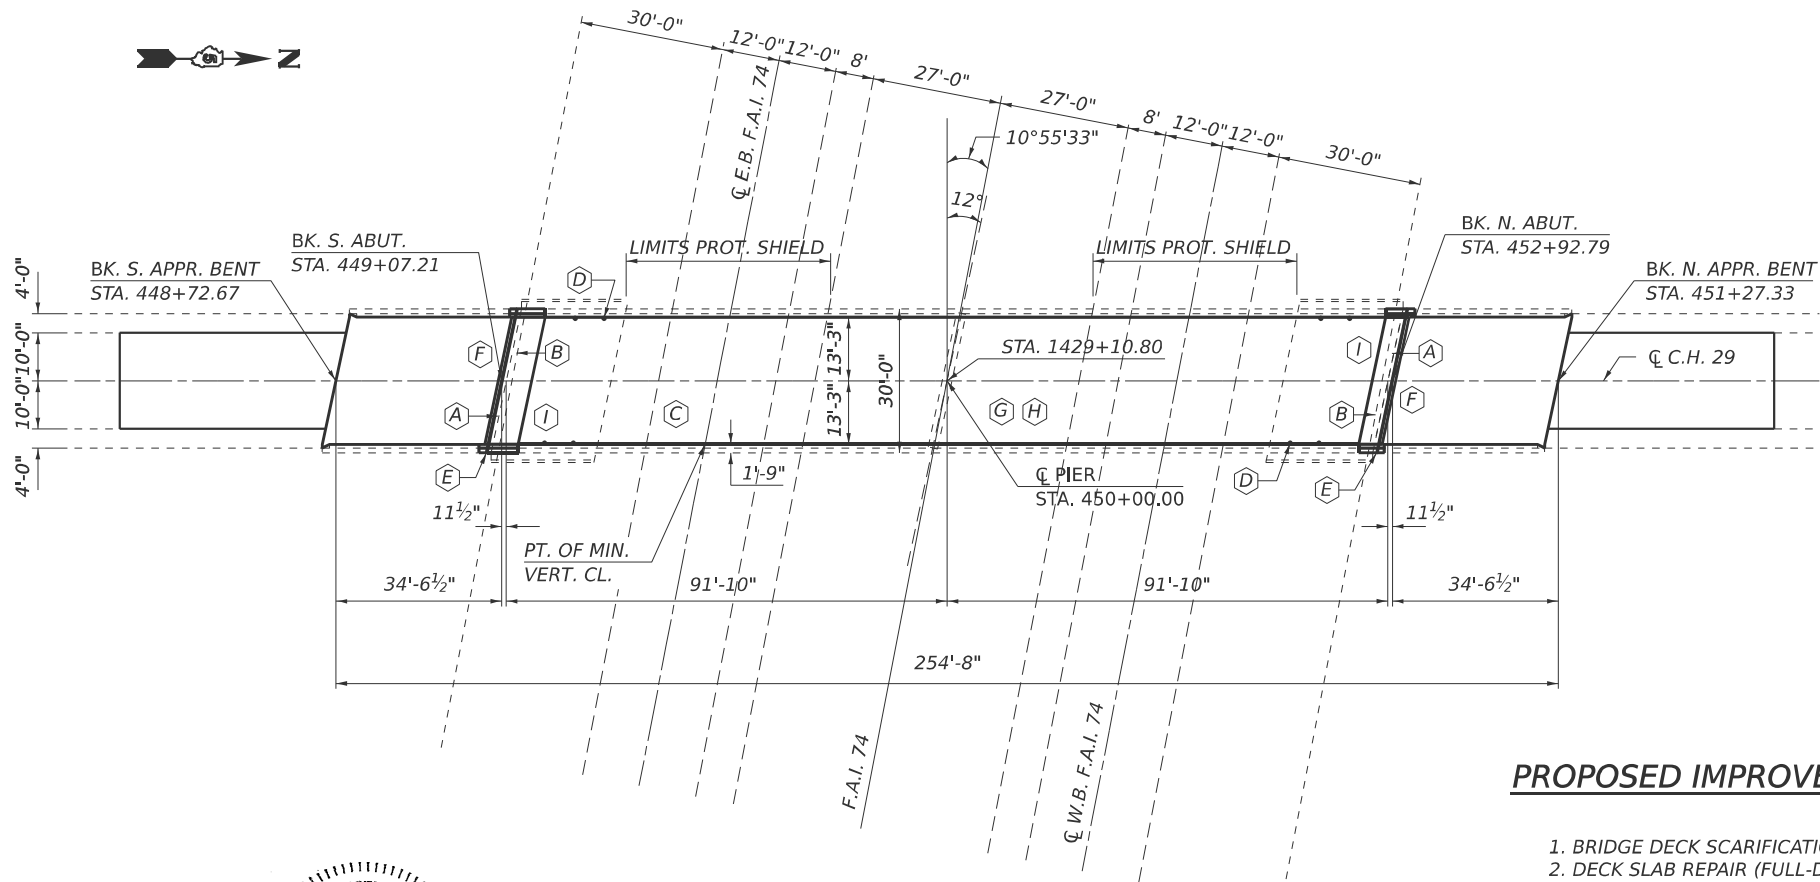 30'-0"
12'-0"
12'-0"
8'
27'-0"
27'-0"
8'
12'-0"
12'-0"
30'-0"
N
℄ E.B. F.A.I. 74
10°55'33"
12°
BK. S. APPR. BENT
STA. 448+72.67
BK. S. ABUT.
STA. 449+07.21
LIMITS PROT. SHIELD
LIMITS PROT. SHIELD
BK. N. ABUT.
STA. 452+92.79
BK. N. APPR. BENT
STA. 451+27.33
D
4'-0"
10'-0"
10'-0"
4'-0"
F
B
A
I
C
E
13'-3"
13'-3"
30'-0"
STA. 1429+10.80
G
H
I
A
B
F
D
E
℄ C.H. 29
1'-9"
℄ PIER
STA. 450+00.00
11½"
11½"
PT. OF MIN.
VERT. CL.
34'-6½"
91'-10"
91'-10"
34'-6½"
254'-8"
F.A.I. 74
℄ W.B. F.A.I. 74
PROPOSED IMPROVE
1. BRIDGE DECK SCARIFICATI
2. DECK SLAB REPAIR (FULL-D